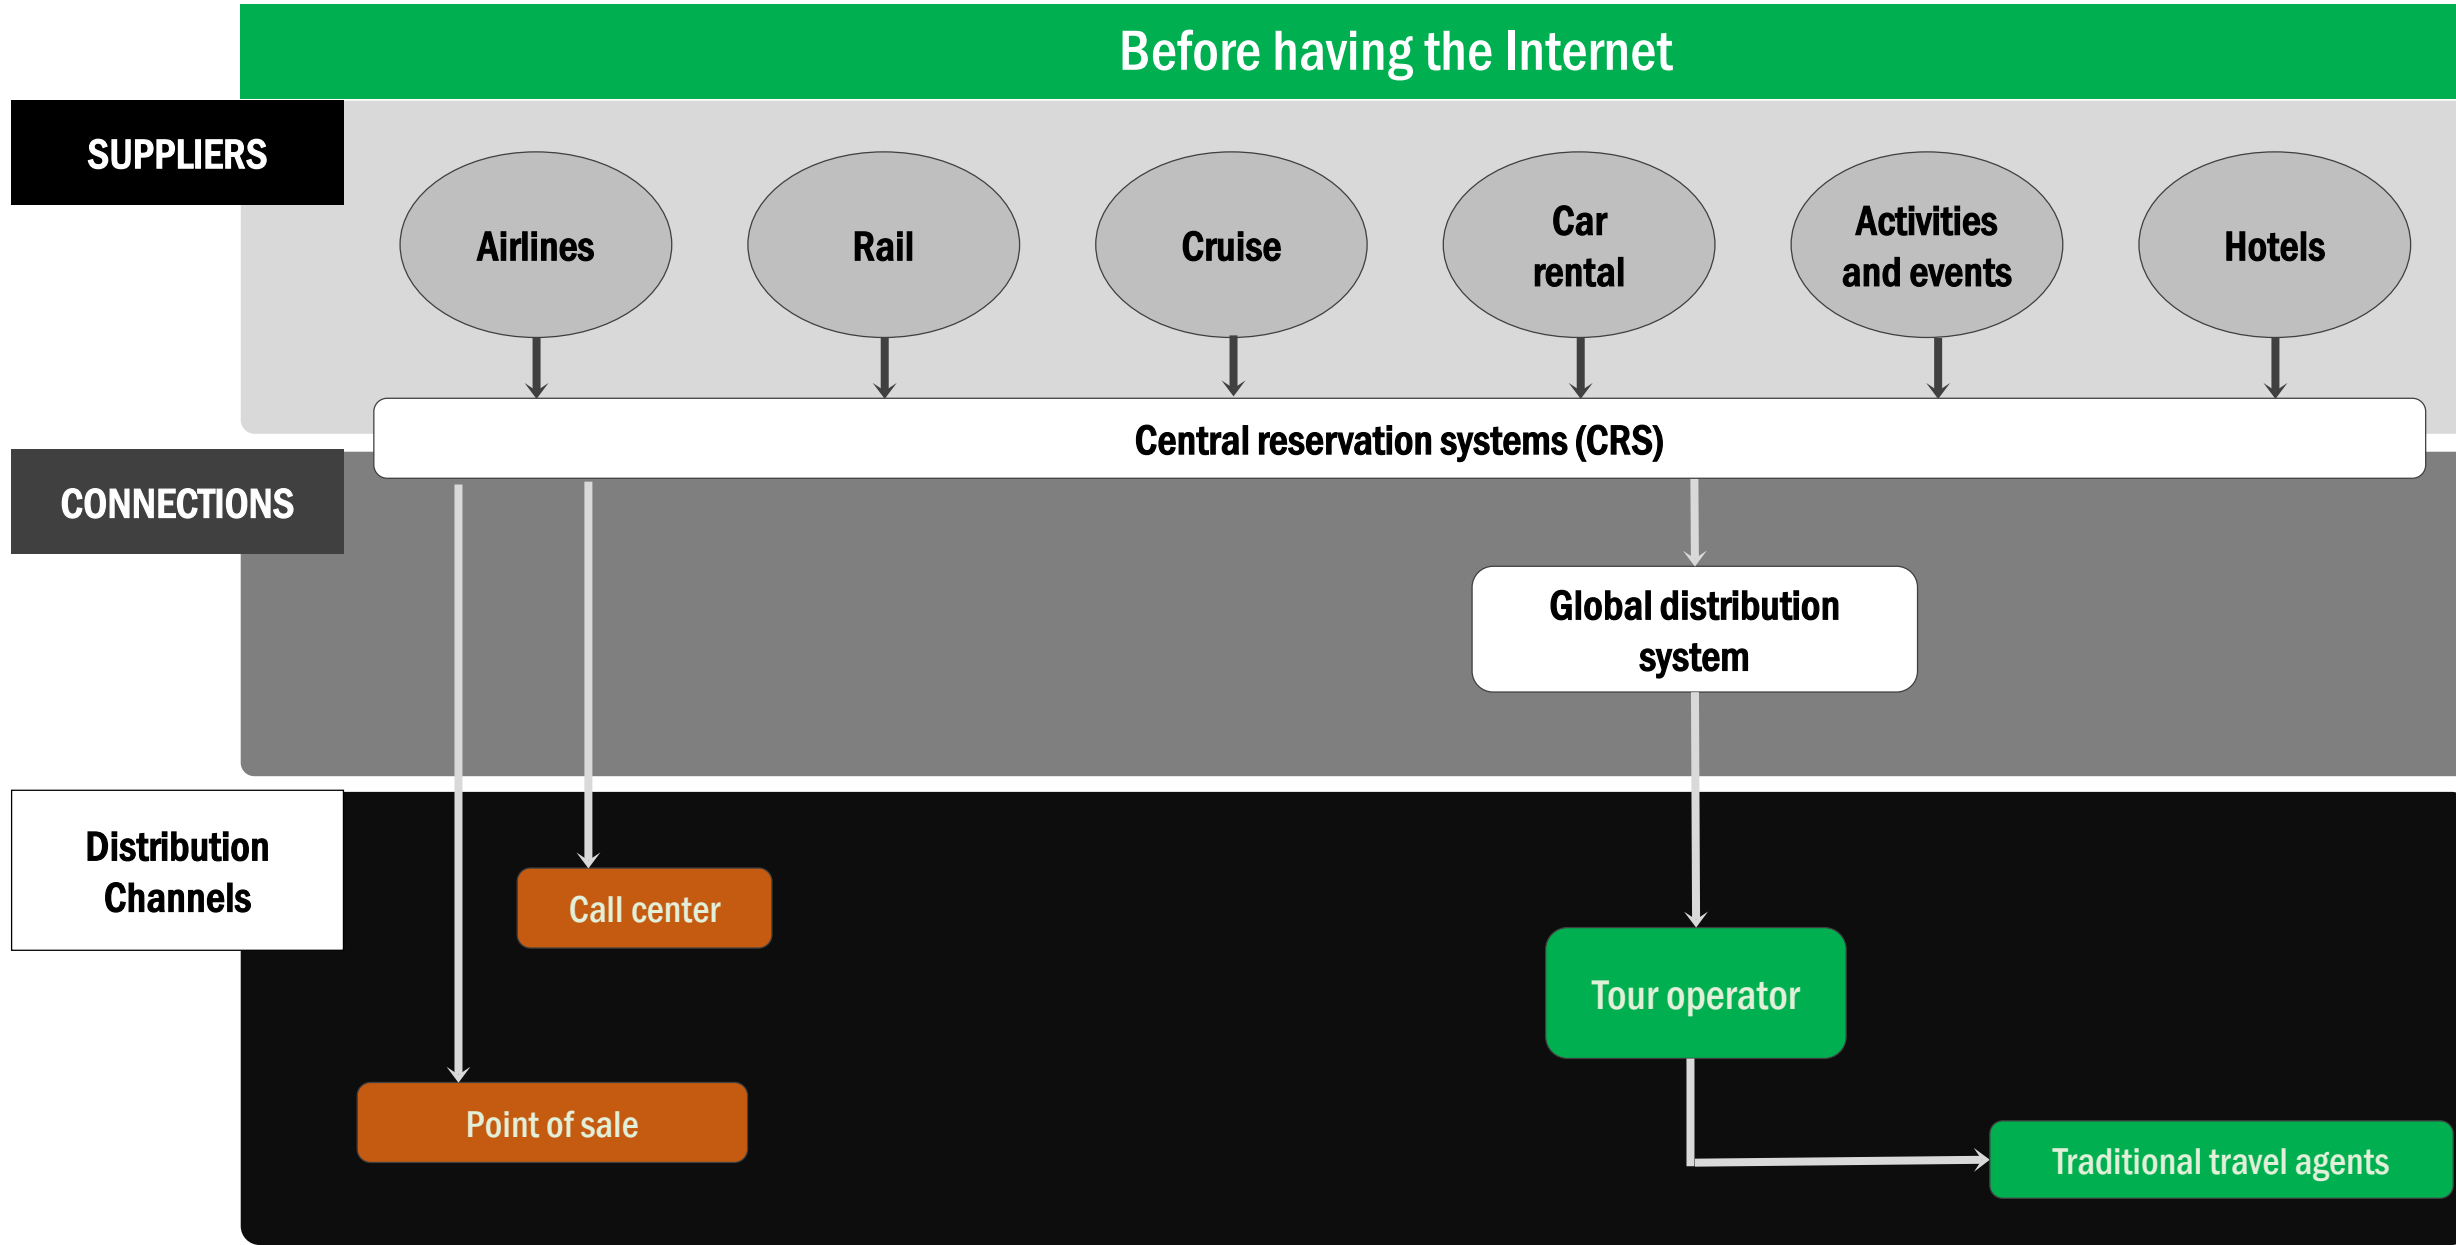 Before having the Internet
SUPPLIERS
Airlines
Rail
Cruise
Car
rental
Activities
and events
Hotels
Central reservation systems (CRS)
CONNECTIONS
Global distribution
system
Distribution
Channels
Call center
Tour operator
Point of sale
Traditional travel agents